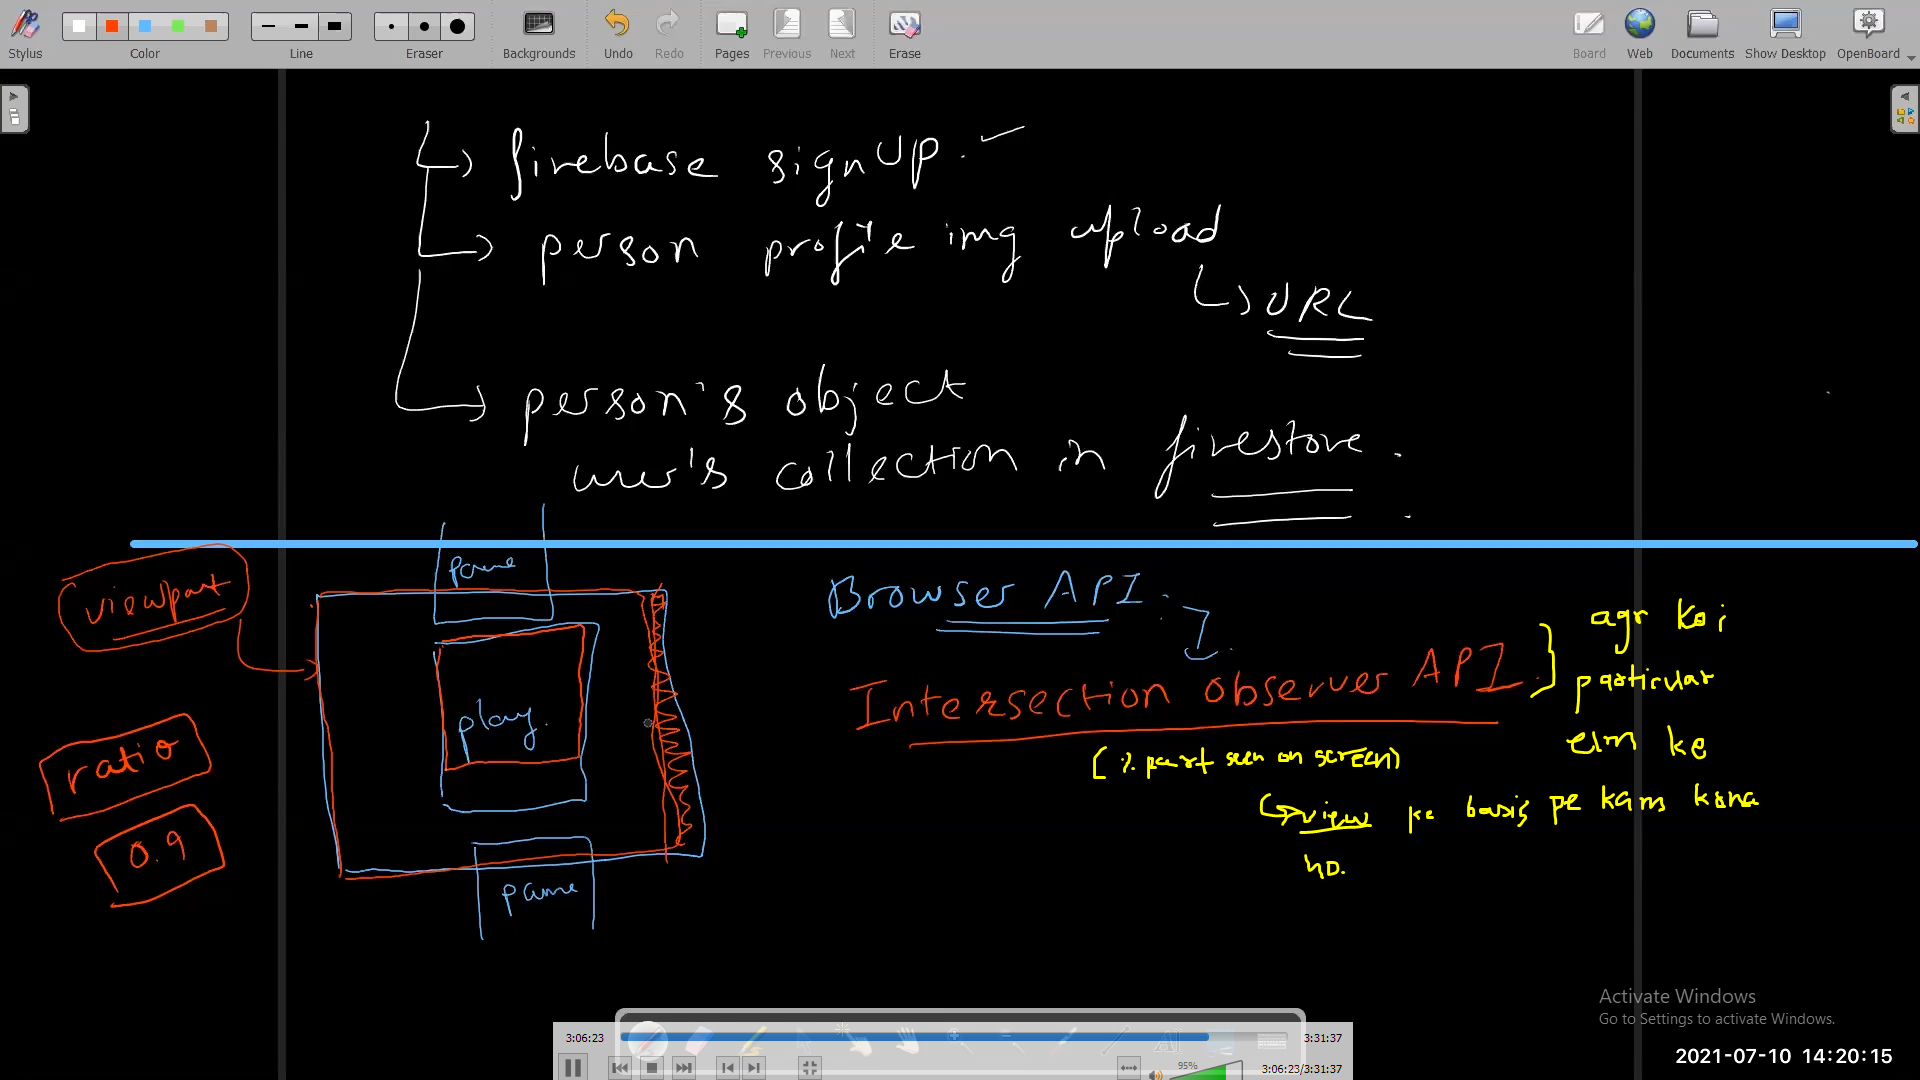 Stylus
Color
Line
Eraser
Backgrounds
Undo
Redo
Pages
Previous
Next
Erase
Board
Web
Documents
Show Desktop
OpenBoard
firebase signUp.
person profile img upload
URL
person's object
user's collection in firestore.
viewport
pause
play.
pause
ratio
0.9
Browser API.
Intersection Observer API
[% part seen on screen)
view ke basis pe kam karna
ho.
agr koi
particular
elm ke
Activate Windows
Go to Settings to activate Windows.
3:06:23
3:31:37
95%
3:06:23/3:31:37
2021-07-10 14:20:15